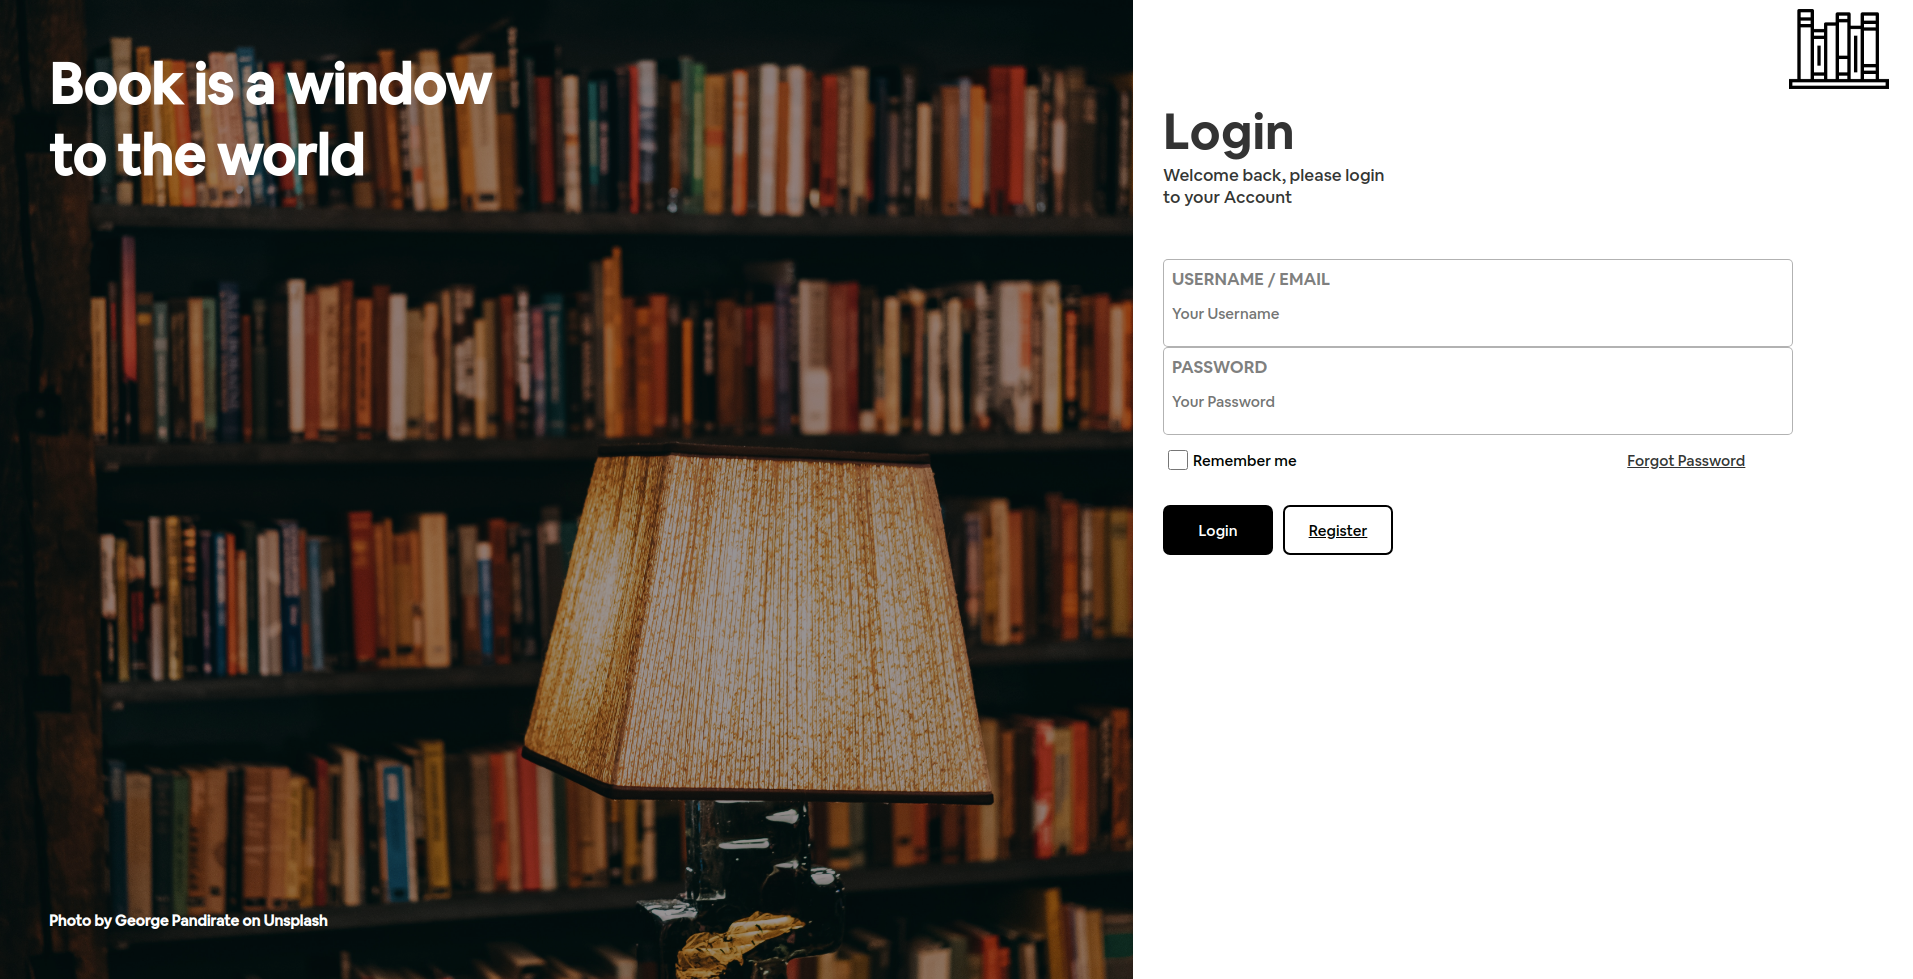 Book is a window
to the world
Photo by George Pandirate on Unsplash
Login
Welcome back, please login
to your Account
USERNAME / EMAIL
Your Username
PASSWORD
Your Password
Remember me
Forgot Password
Login
Register